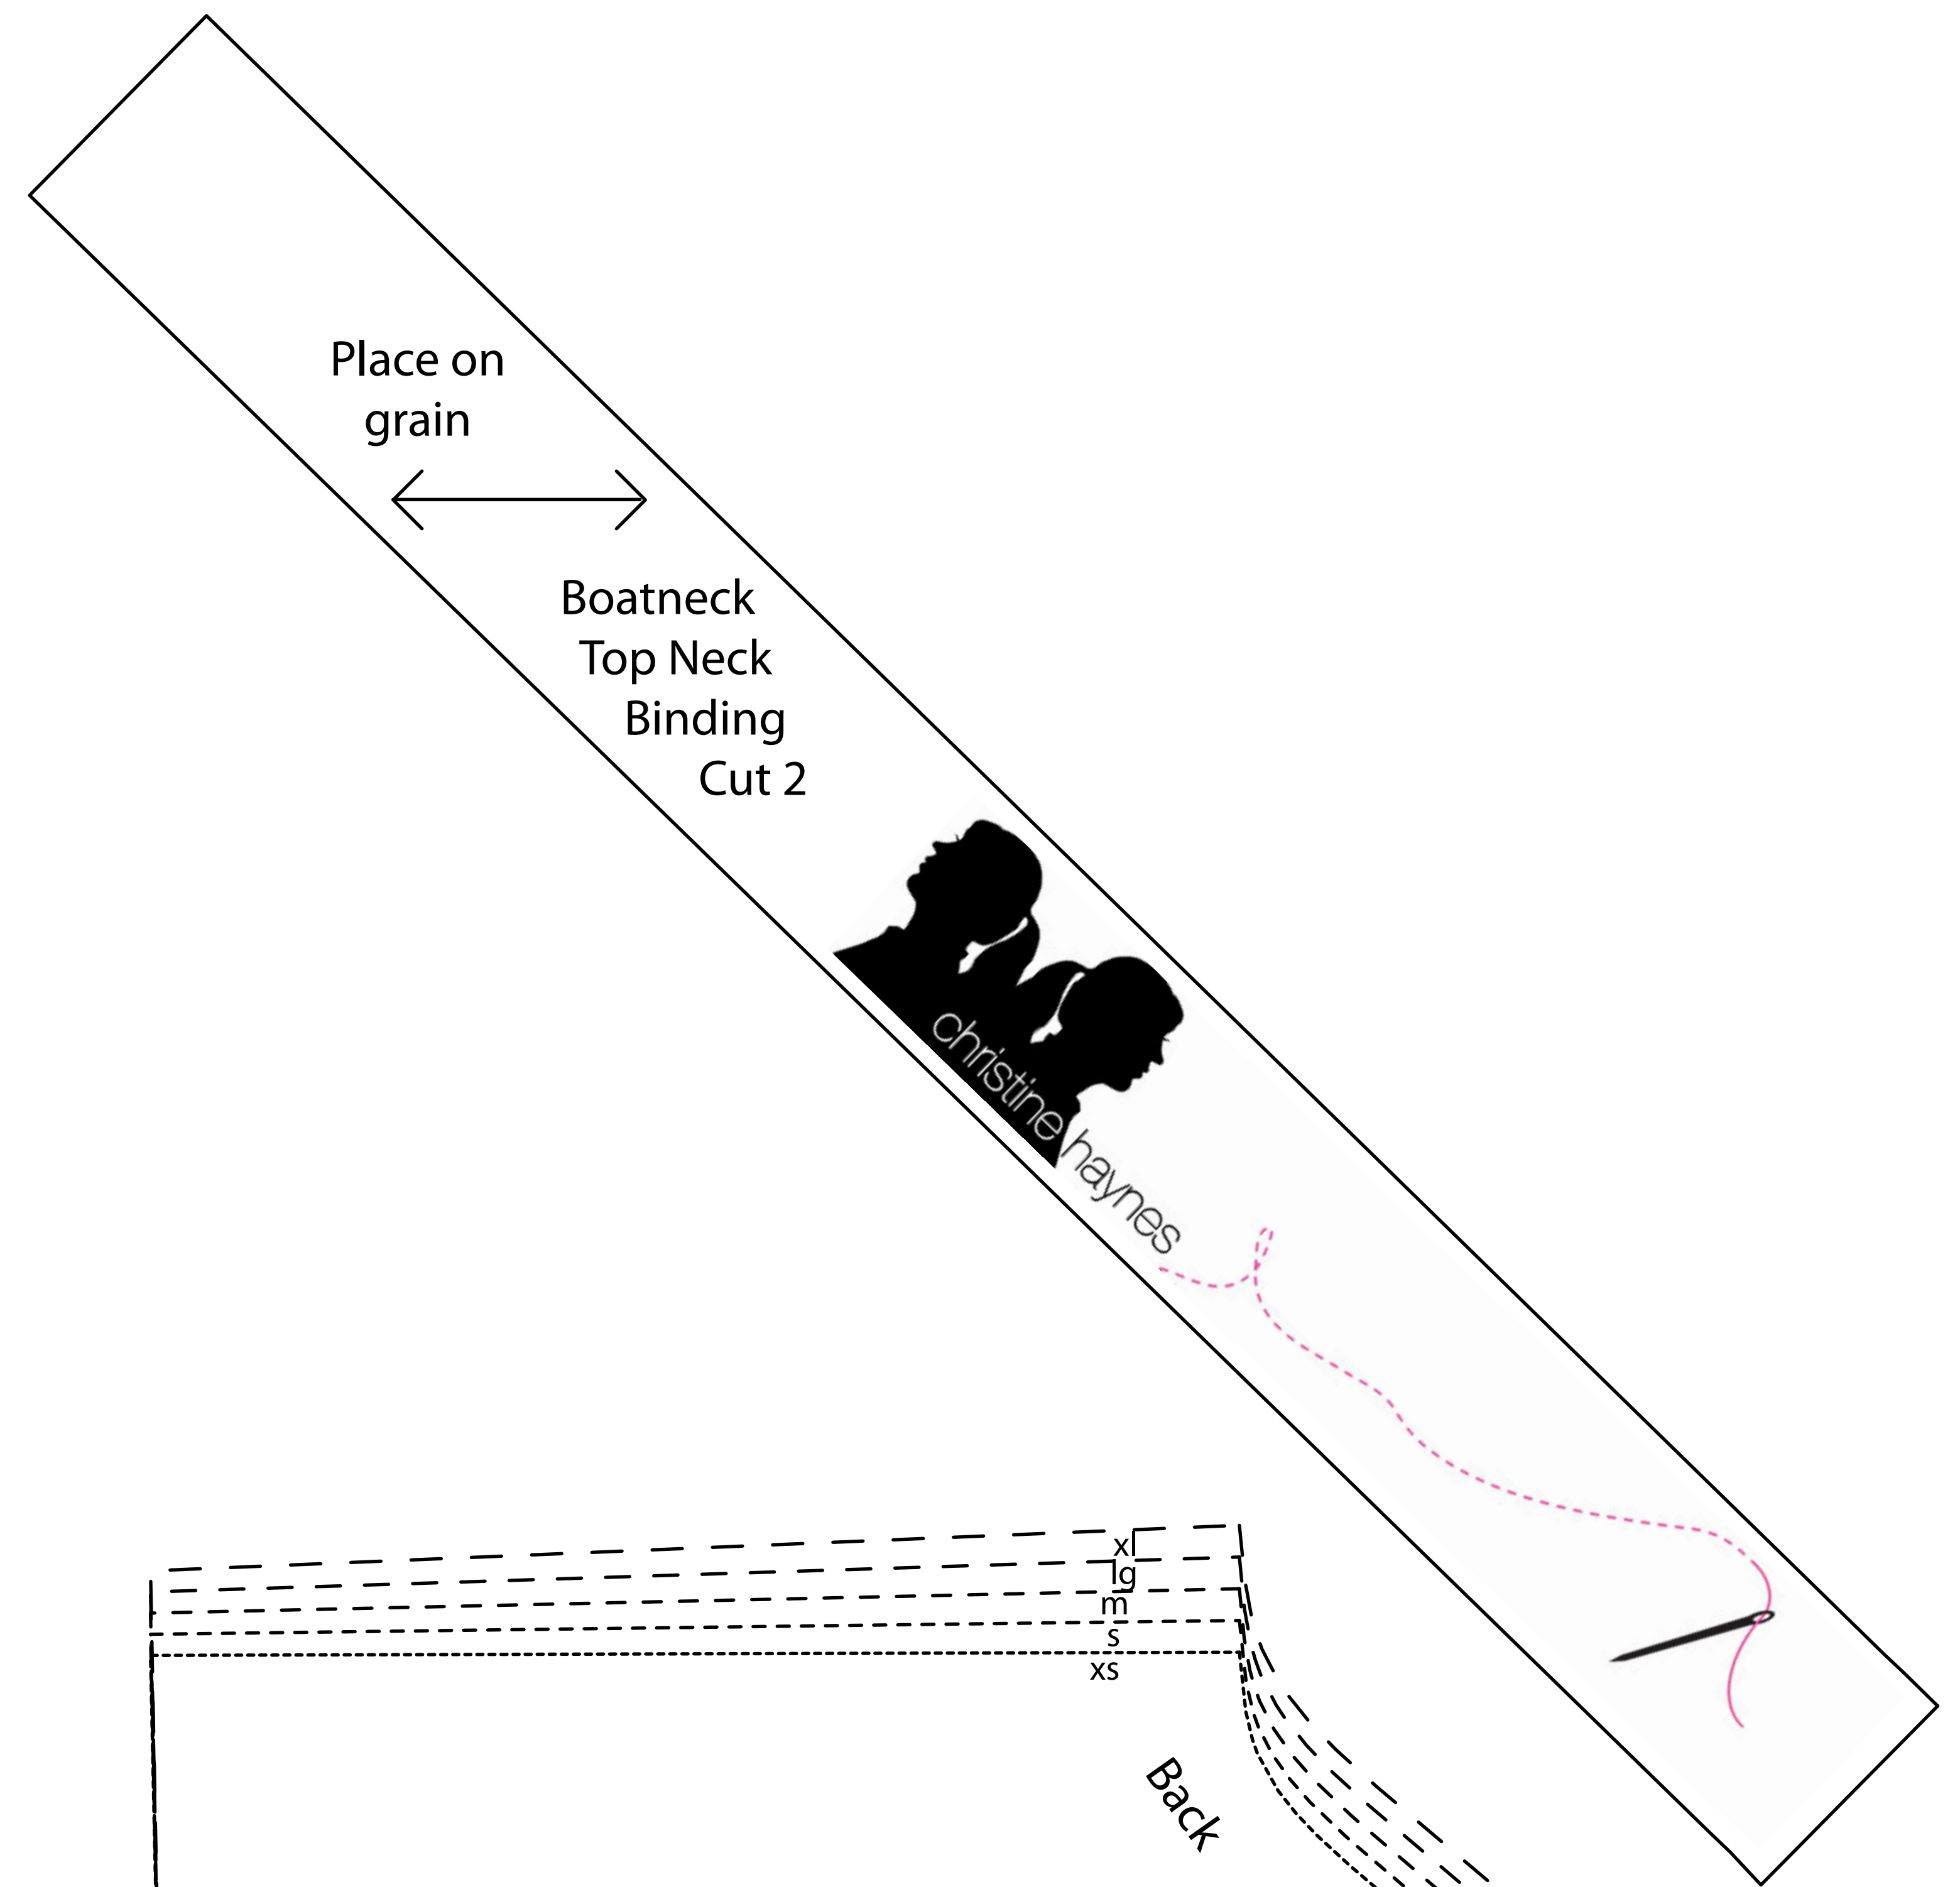 Place on
grain
Boatneck
Top Neck
Binding
Cut 2
christine haynes
xl
lg
m
s
xs
Back